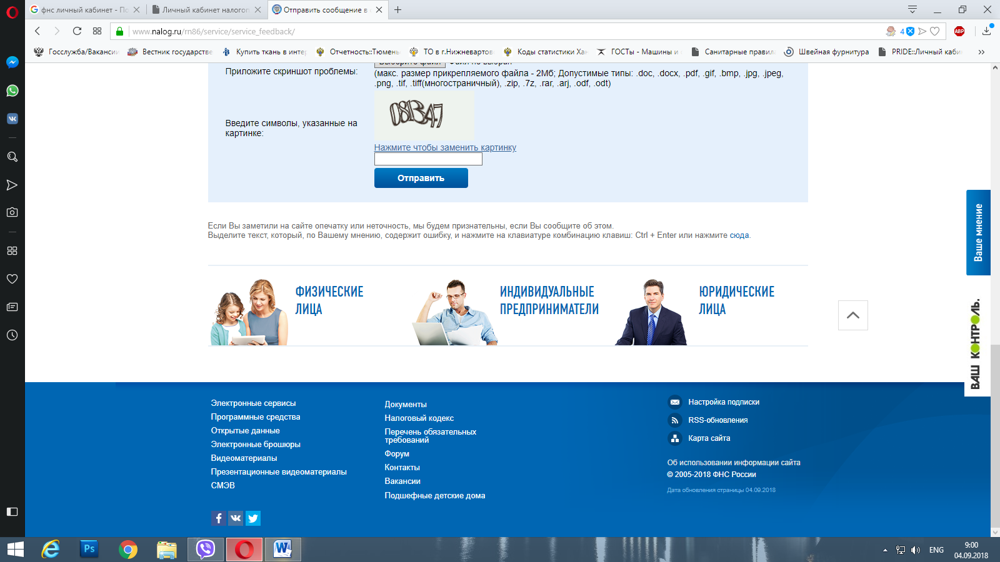 фнс личный кабинет - По
Личный кабинет налогопл
Отправить сообщение в с
www.nalog.ru/rn86/service/service_feedback/
4
ABP
Госслужба/Вакансии
Вестник государстве
Купить ткань в интер
Отчетность::Тюмень
ТО в г.Нижневартов
Коды статистики Хан
ГОСТы - Машины и
Санитарные правила
Швейная фурнитура
PRIDE::Личный каби
Выберите файл Файл не выбран
Приложите скриншот проблемы:
(макс. размер прикрепляемого файла - 2Мб; Допустимые типы: .doc, .docx, .pdf, .gif, .bmp, .jpg, .jpeg,
.png, .tif, .tiff(многостраничный), .zip, .7z, .rar, .arj, .odf, .odt)
Введите символы, указанные на
картинке:
Нажмите чтобы заменить картинку
Отправить
Если Вы заметили на сайте опечатку или неточность, мы будем признательны, если Вы сообщите об этом.
Выделите текст, который, по Вашему мнению, содержит ошибку, и нажмите на клавиатуре комбинацию клавиш: Ctrl + Enter или нажмите сюда.
Ваше мнение
ФИЗИЧЕСКИЕ
ЛИЦА
ИНДИВИДУАЛЬНЫЕ
ПРЕДПРИНИМАТЕЛИ
ЮРИДИЧЕСКИЕ
ЛИЦА
ВАШ КОНТРОЛЬ.
Электронные сервисы
Программные средства
Открытые данные
Электронные брошюры
Видеоматериалы
Презентационные видеоматериалы
СМЭВ
Документы
Налоговый кодекс
Перечень обязательных
требований
Форум
Контакты
Вакансии
Подшефные детские дома
Настройка подписки
RSS-обновления
Карта сайта
Об использовании информации сайта
© 2005-2018 ФНС России
Дата обновления страницы 04.09.2018
Ps
W
ENG
9:00
04.09.2018